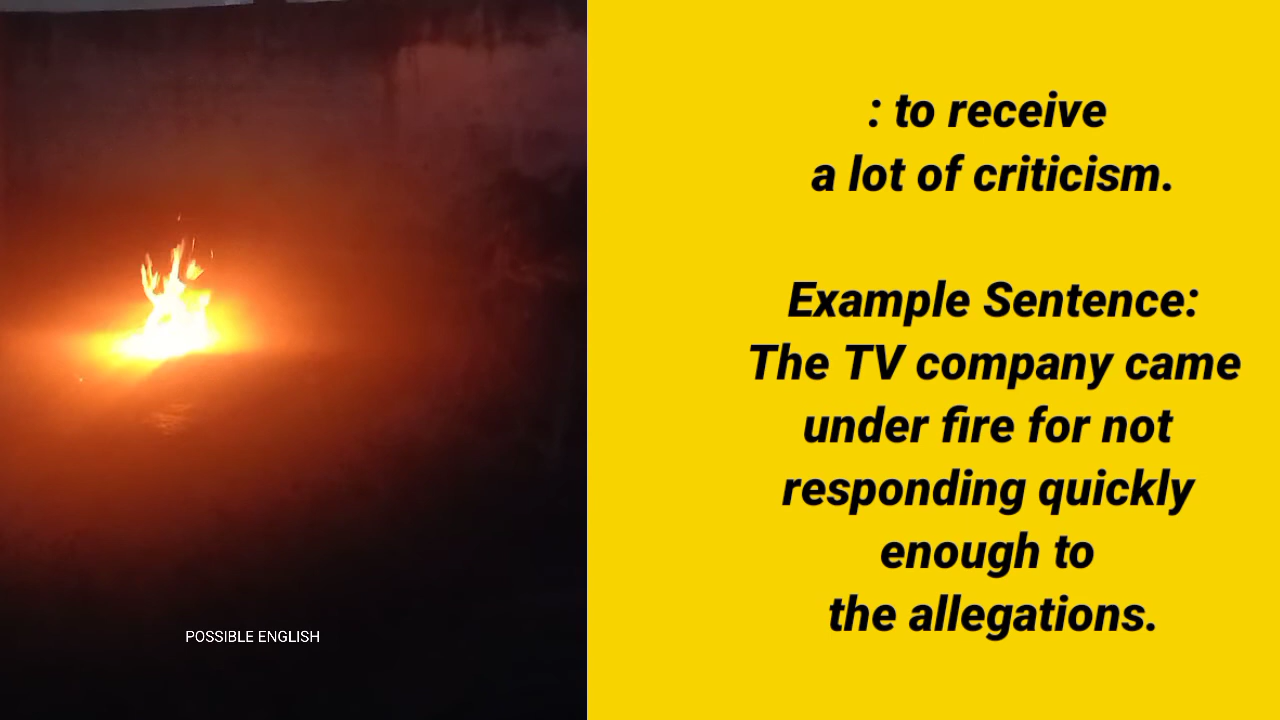 : to receive
a lot of criticism.
Example Sentence:
The TV company came
under fire for not
responding quickly
enough to
the allegations.
POSSIBLE ENGLISH